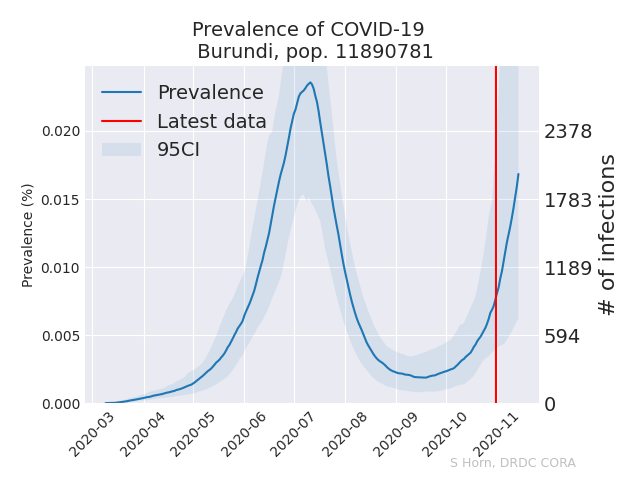 Prevalence of COVID-19
Burundi, pop. 11890781
Prevalence
Latest data
95CI
Prevalence (%)
0.020
0.015
0.010
0.005
0.000
2378
1783
1189
594
0
# of infections
2020-03
2020-04
2020-05
2020-06
2020-07
2020-08
2020-09
2020-10
2020-11
S Horn, DRDC CORA